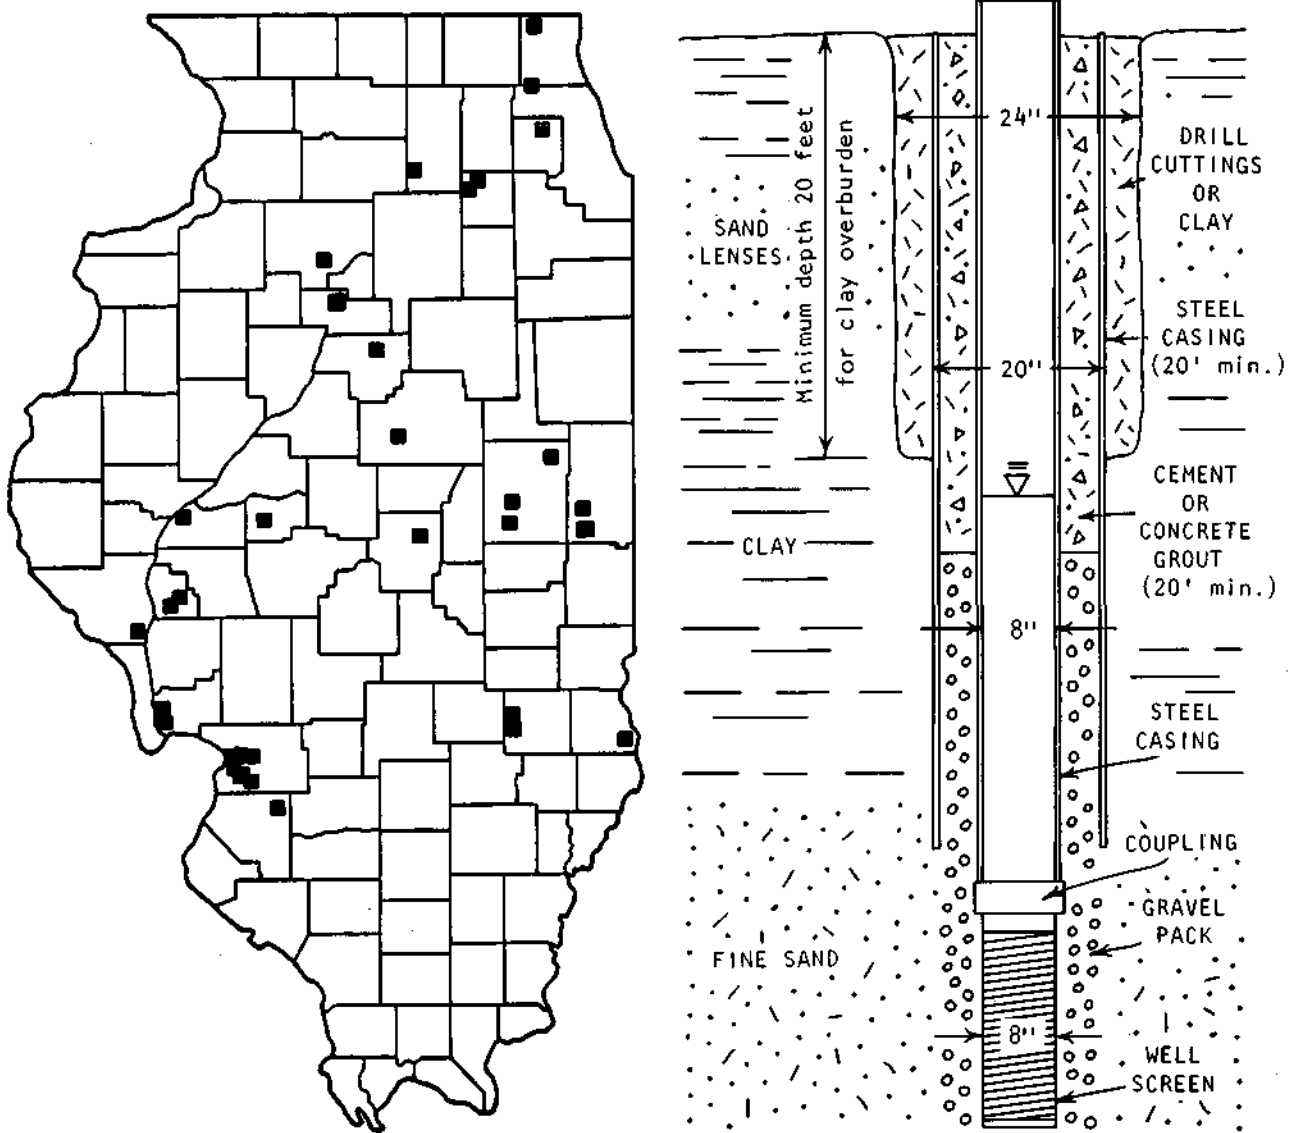 24"
DRILL
CUTTINGS
OR
CLAY
Minimum depth 20 feet
for clay overburden
SAND
LENSES
STEEL
CASING
(20' min.)
20"
CEMENT
OR
CONCRETE
GROUT
(20' min.)
CLAY
8"
STEEL
CASING
COUPLING
GRAVEL
PACK
FINE SAND
8"
WELL
SCREEN